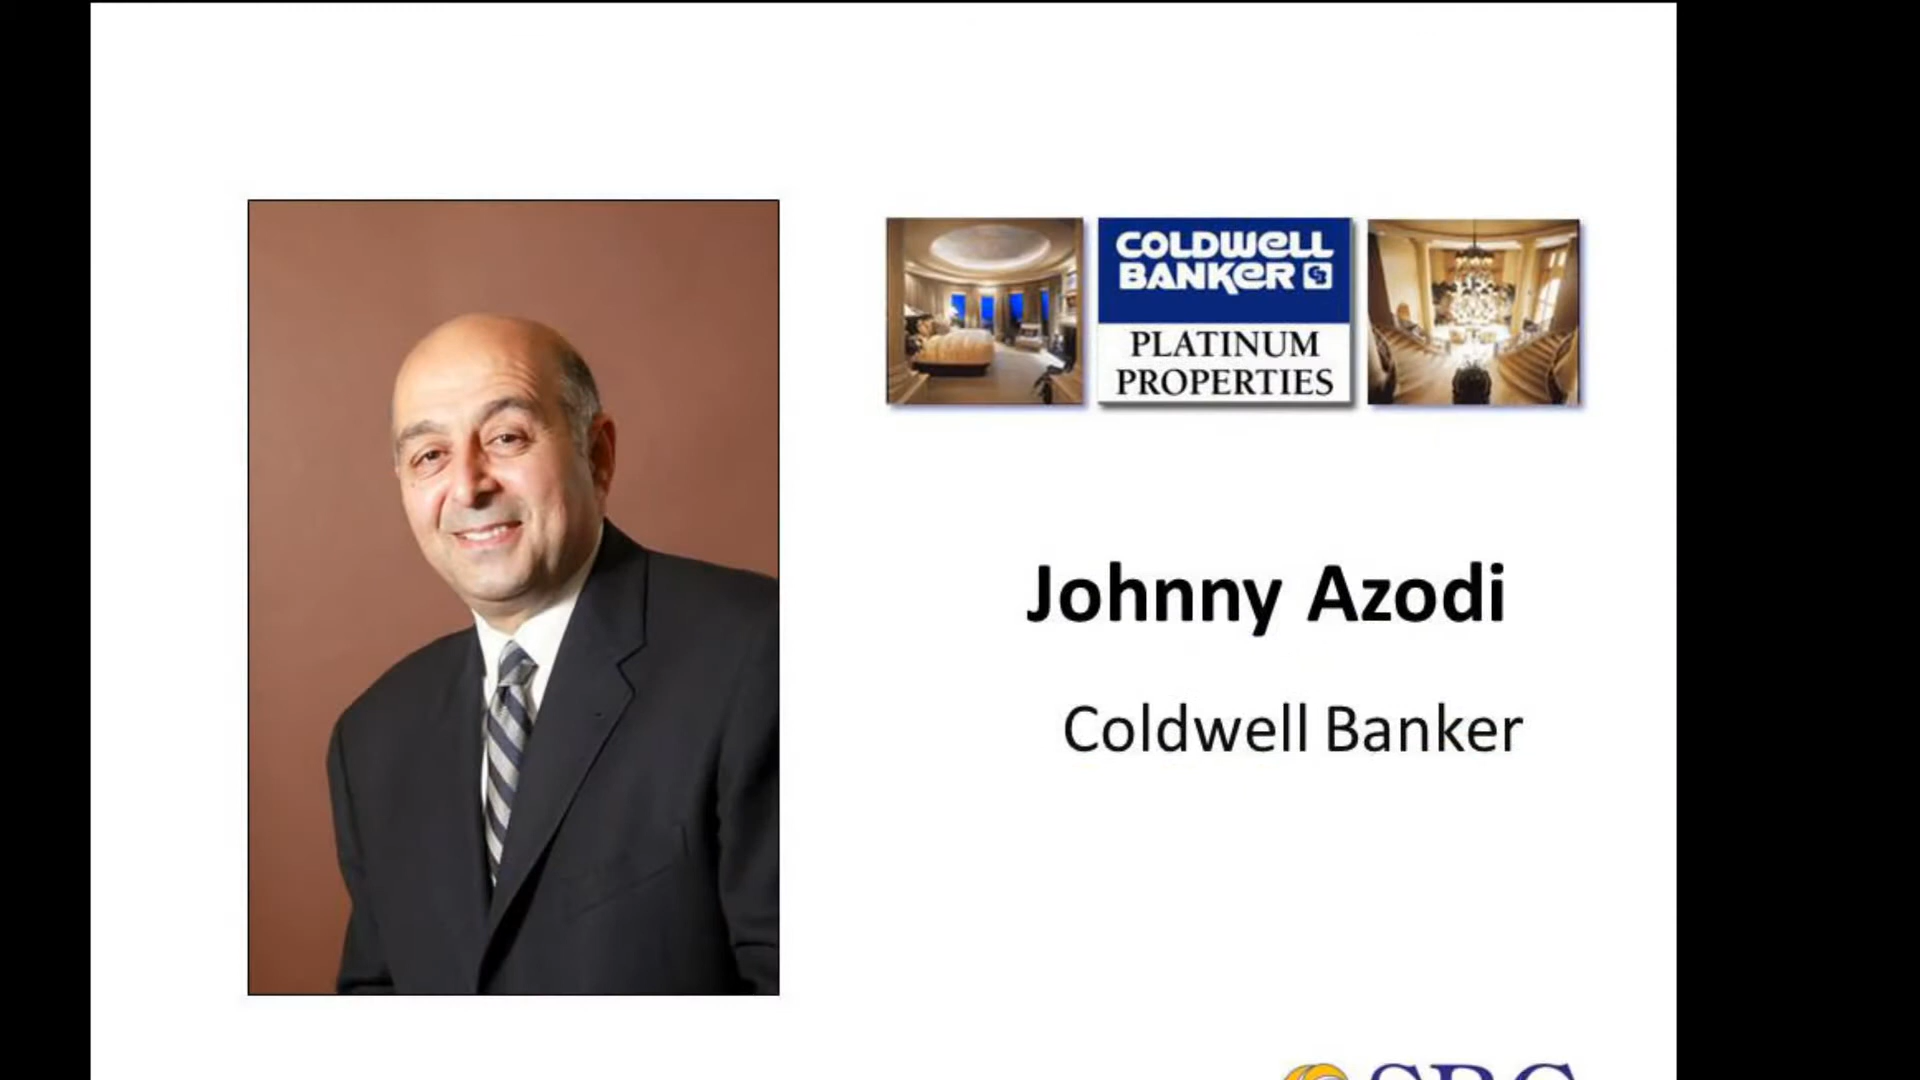 COLDWELL
BANKER
PLATINUM
PROPERTIES
Johnny Azodi
Coldwell Banker